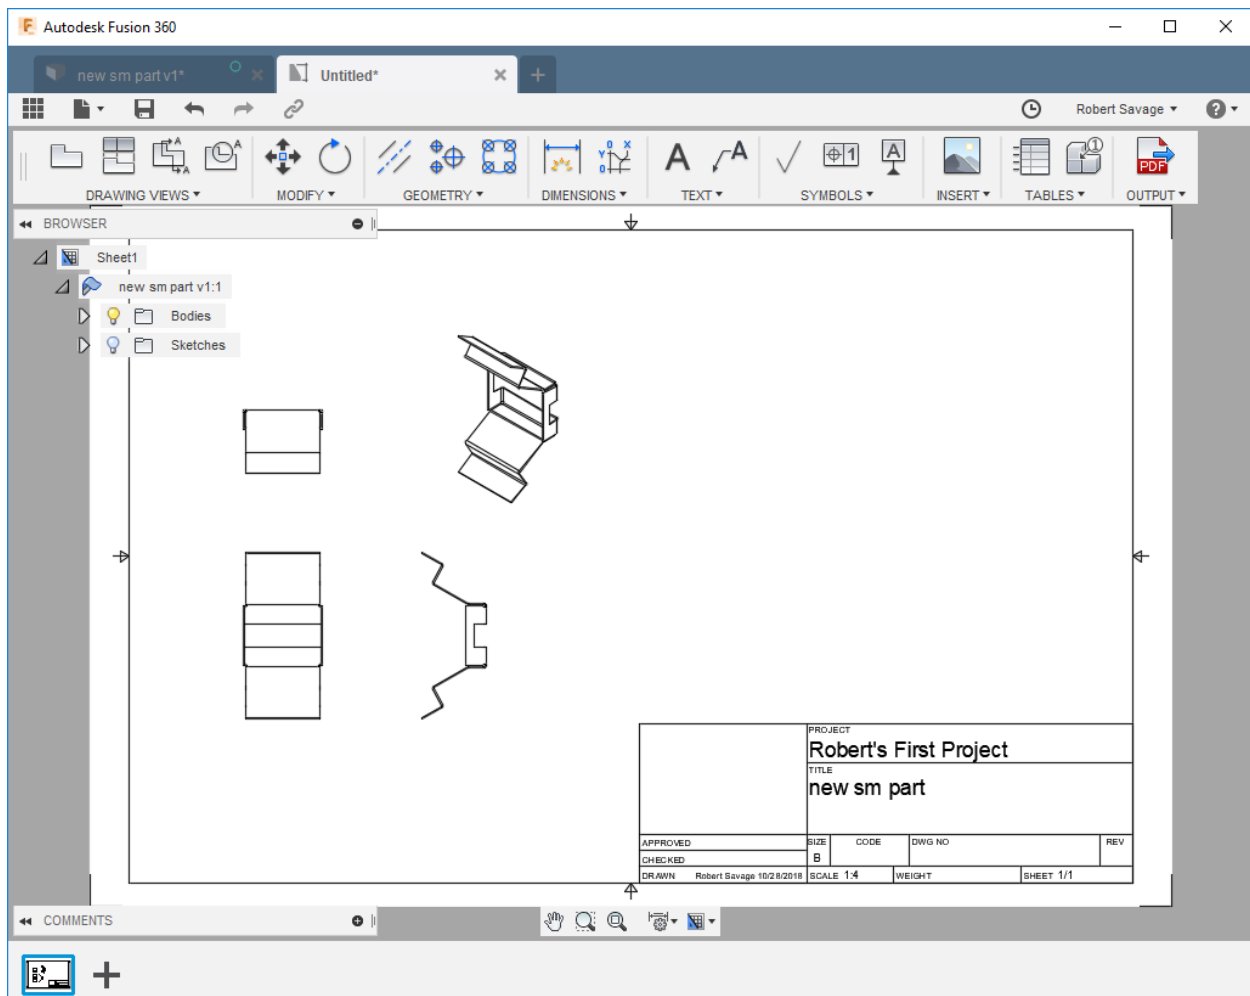 Autodesk Fusion 360
new sm part v1*
Untitled*
Robert Savage
DRAWING VIEWS
MODIFY
GEOMETRY
DIMENSIONS
TEXT
SYMBOLS
INSERT
TABLES
OUTPUT
BROWSER
Sheet1
new sm part v1:1
Bodies
Sketches
PROJECT
Robert's First Project
TITLE
new sm part
APPROVED
CHECKED
DRAWN Robert Savage 10/28/2018
SIZE CODE DWG NO REV
B
SCALE 1:4 WEIGHT SHEET 1/1
COMMENTS